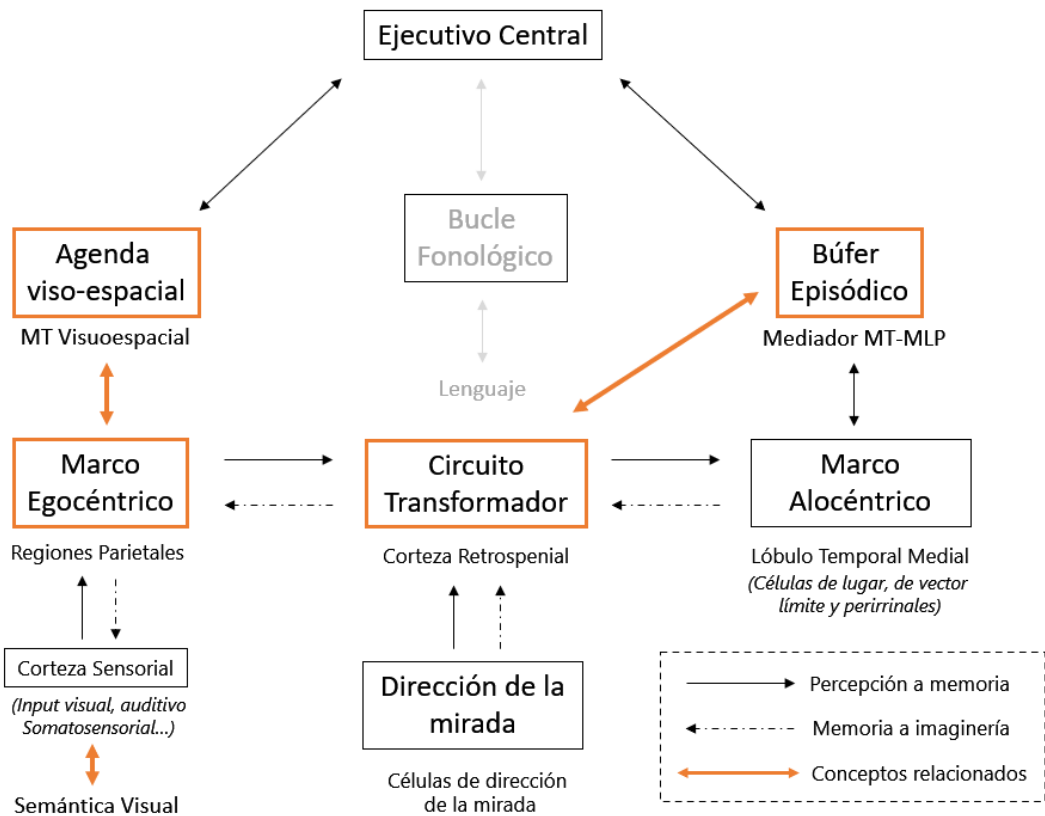 Ejecutivo Central
Bucle
Fonológico
Agenda
viso-espacial
MT Visuoespacial
Búfer
Episódico
Mediador MT-MLP
Lenguaje
Marco
Egocéntrico
Regiones Parietales
Circuito
Transformador
Corteza Retrospenial
Marco
Alocéntrico
Lóbulo Temporal Medial
(Células de lugar, de vector
límite y perirrinales)
Corteza Sensorial
(Input visual, auditivo
Somatosensorial...)
Semántica Visual
Dirección de la
mirada
Células de dirección
de la mirada
Percepción a memoria
Memoria a imaginería
Conceptos relacionados